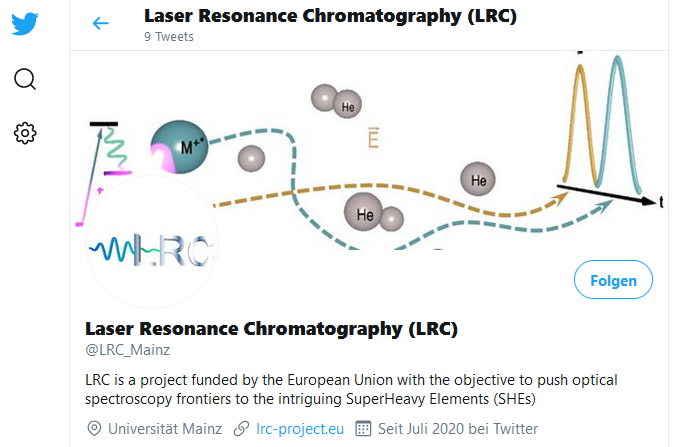 Laser Resonance Chromatography (LRC)
9 Tweets
He
E
M+*
He
He
t
LRC
Folgen
Laser Resonance Chromatography (LRC)
@LRC_Mainz
LRC is a project funded by the European Union with the objective to push optical
spectroscopy frontiers to the intriguing SuperHeavy Elements (SHEs)
Universität Mainz lrc-project.eu Seit Juli 2020 bei Twitter